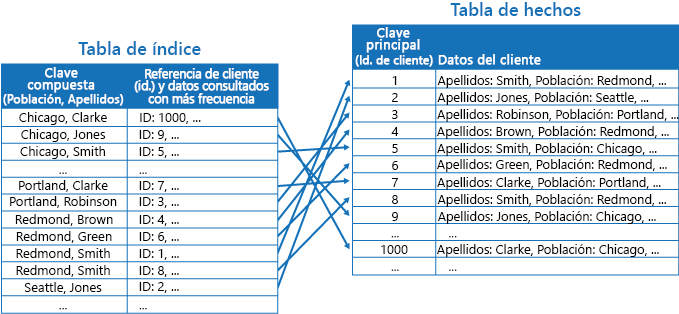 Tabla de índice
Clave
compuesta
(Población, Apellidos)
Referencia de cliente
(id.) y datos consultados
con más frecuencia
Chicago, Clarke ID: 1000, ...
Chicago, Jones ID: 9, ...
Chicago, Smith ID: 5, ...
... ...
Portland, Clarke ID: 7, ...
Portland, Robinson ID: 3, ...
Redmond, Brown ID: 4, ...
Redmond, Green ID: 6, ...
Redmond, Smith ID: 1, ...
Redmond, Smith ID: 8, ...
Seattle, Jones ID: 2, ...
... ...
Tabla de hechos
Clave
principal
(Id. de cliente)
Datos del cliente
1 Apellidos: Smith, Población: Redmond, ...
2 Apellidos: Jones, Población: Seattle, ...
3 Apellidos: Robinson, Población: Portland, ...
4 Apellidos: Brown, Población: Redmond, ...
5 Apellidos: Smith, Población: Chicago, ...
6 Apellidos: Green, Población: Redmond, ...
7 Apellidos: Clarke, Población: Portland, ...
8 Apellidos: Smith, Población: Redmond, ...
9 Apellidos: Jones, Población: Chicago, ...
... ...
1000 Apellidos: Clarke, Población: Chicago, ...
... ...